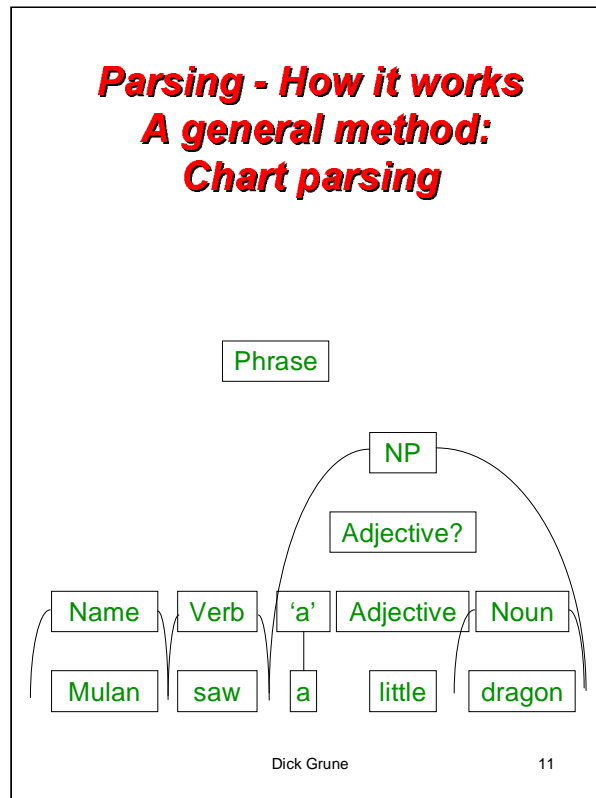 Parsing - How it works
A general method:
Chart parsing
Phrase
NP
Adjective?
Name Verb ‘a’ Adjective Noun
Mulan saw a little dragon
Dick Grune 11